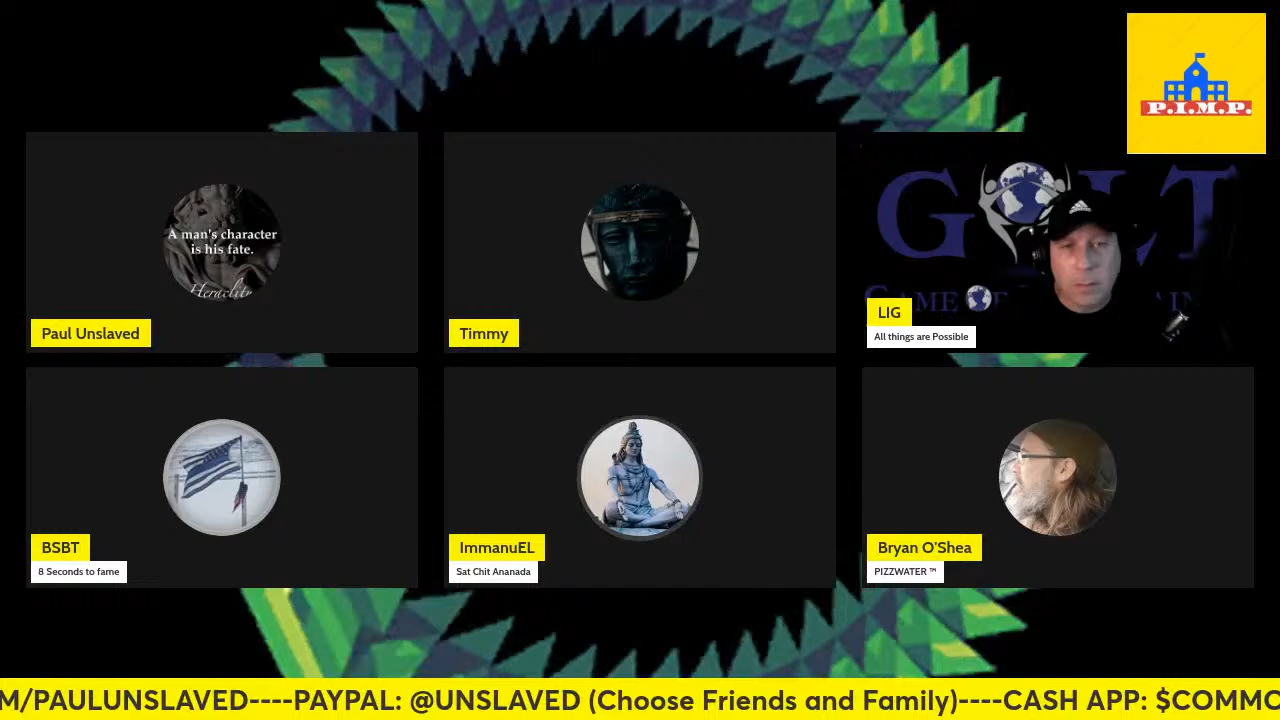 P.I.M.P.
A man's character
is his fate.
Paul Unslaved
Timmy
LIG
All things are Possible
BSBT
8 Seconds to fame
ImmanuEL
Sat Chit Ananada
Bryan O'Shea
PIZZWATER ™
M/PAULUNSLAVED----PAYPAL: @UNSLAVED (Choose Friends and Family)----CASH APP: $COMMO